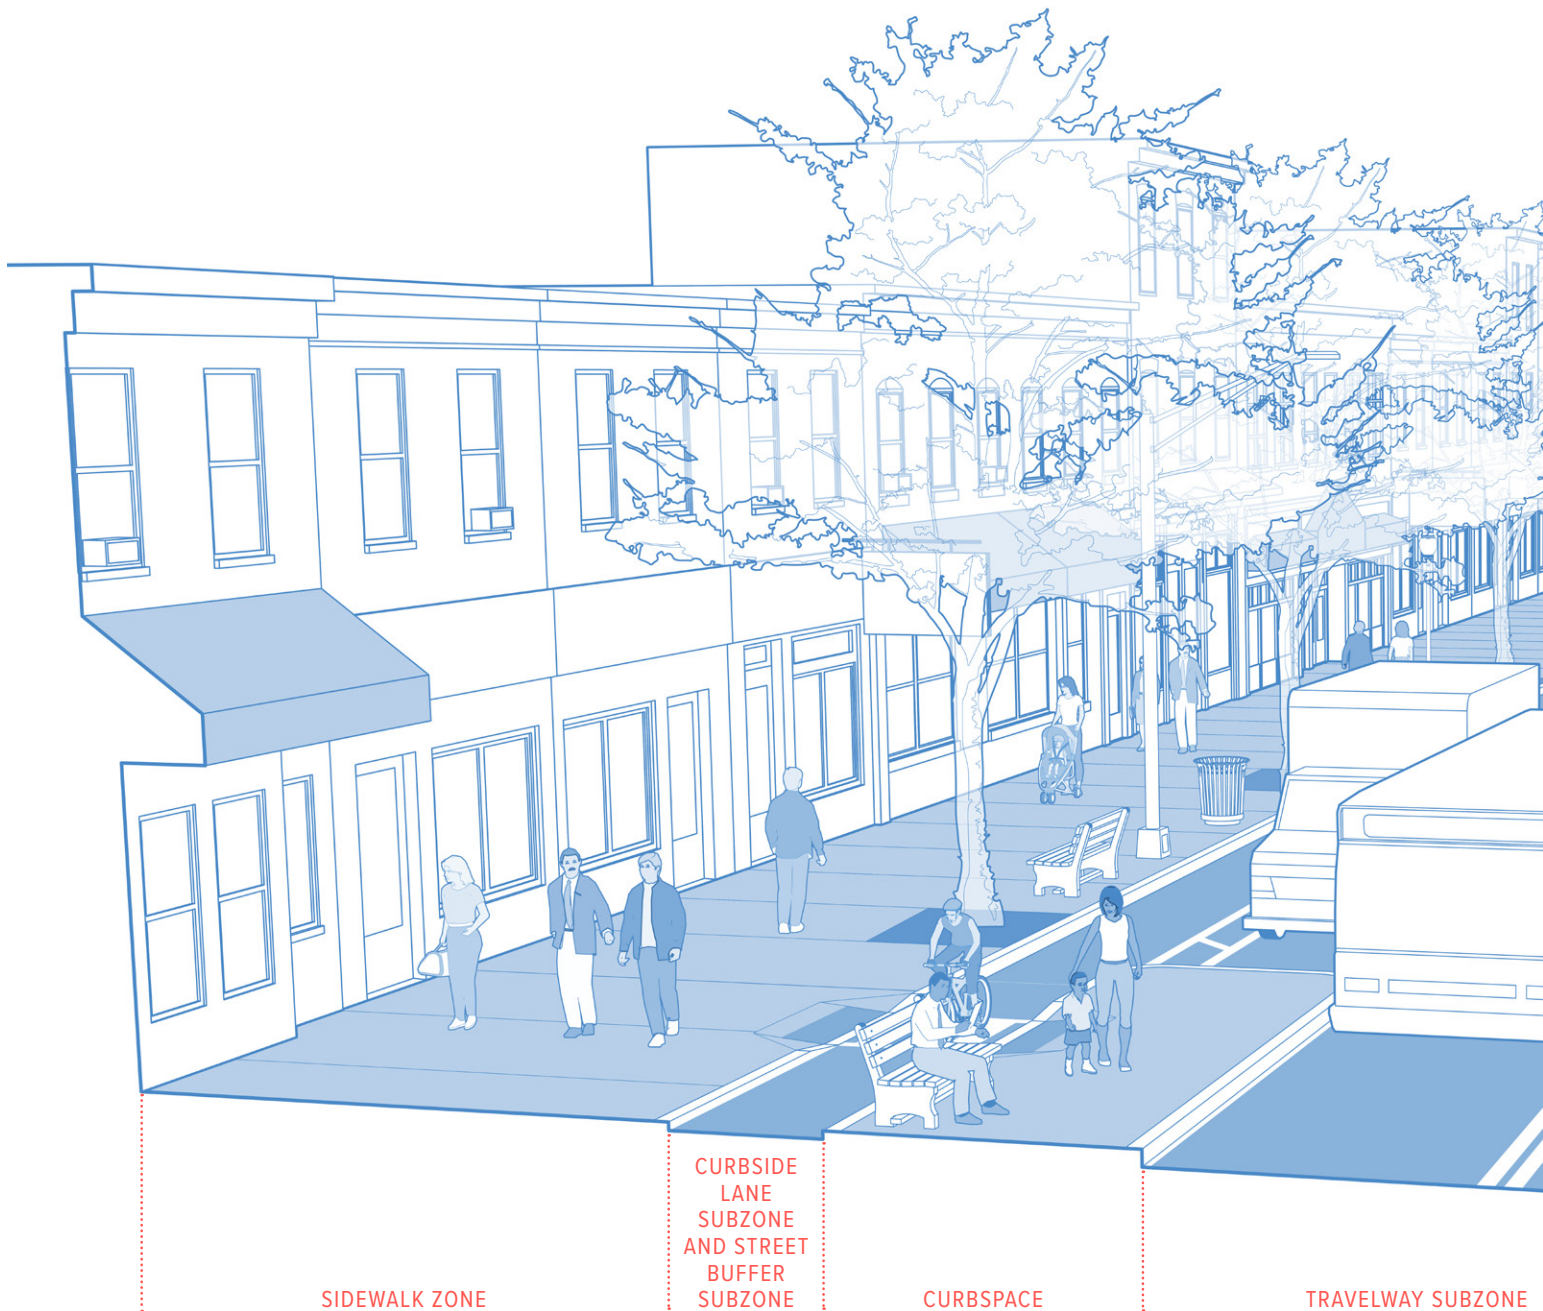 CURBSIDE
LANE
SUBZONE
AND STREET
BUFFER
SUBZONE
SIDEWALK ZONE
CURBSPACE
TRAVELWAY SUBZONE